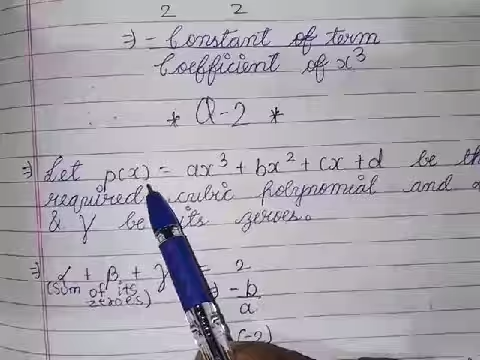 2 2
⇒ - Constant of term
Coefficient of x³
* Q-2 *
⇒ Let p(x) = ax³ + bx² + cx + d be
required cubic polynomial and
& γ be its zeroes.
⇒ α + β + γ = 2
(Sum of its ⇒ -b
zeroes) a
(-2)